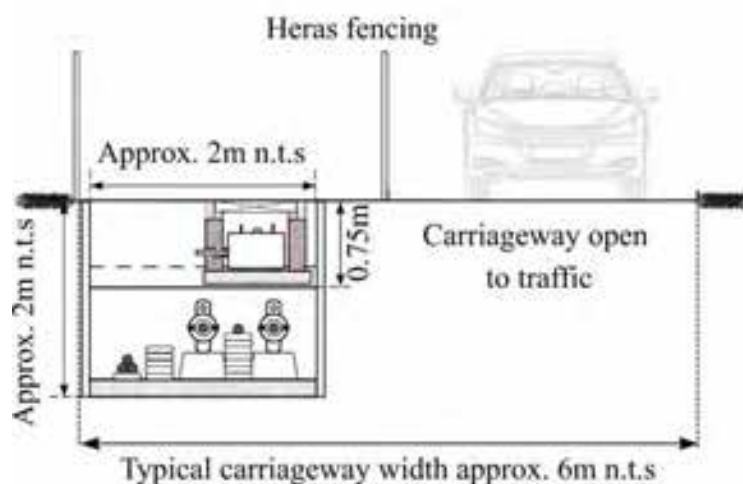 Heras fencing
Approx. 2m n.t.s
Approx. 2m n.t.s
0.75m
Carriageway open
to traffic
Typical carriageway width approx. 6m n.t.s